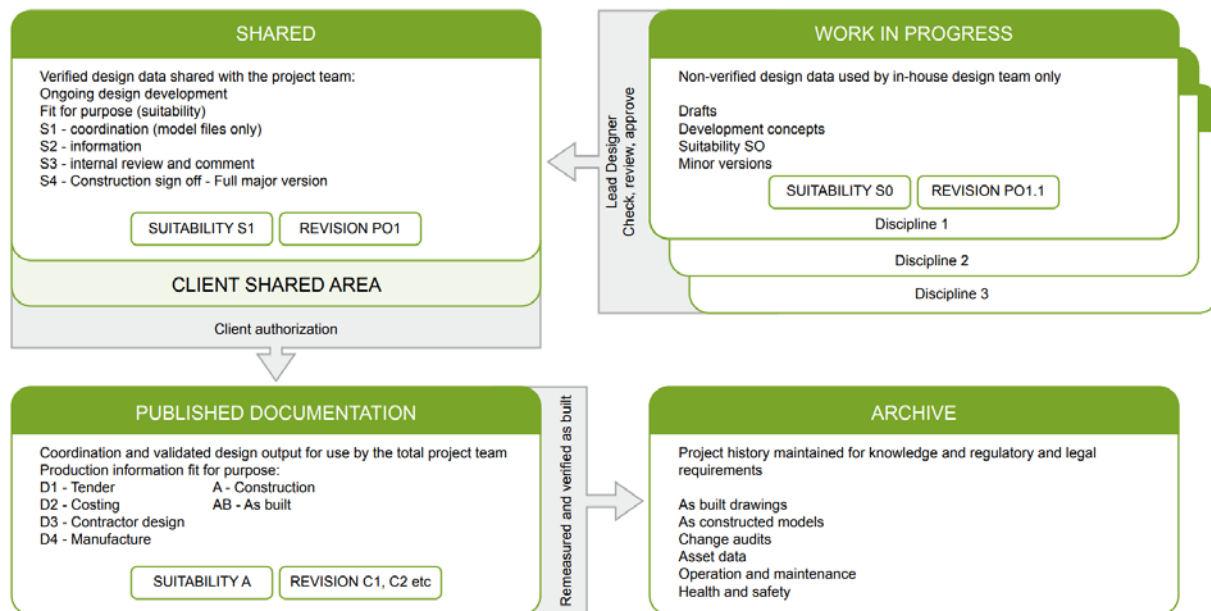 SHARED
Verified design data shared with the project team:
Ongoing design development
Fit for purpose (suitability)
S1 - coordination (model files only)
S2 - information
S3 - internal review and comment
S4 - Construction sign off - Full major version
SUITABILITY S1
REVISION PO1
CLIENT SHARED AREA
Client authorization
Lead Designer
Check, review, approve
WORK IN PROGRESS
Non-verified design data used by in-house design team only
Drafts
Development concepts
Suitability SO
Minor versions
SUITABILITY S0
REVISION PO1.1
Discipline 1
Discipline 2
Discipline 3
PUBLISHED DOCUMENTATION
Coordination and validated design output for use by the total project team
Production information fit for purpose:
D1 - Tender A - Construction
D2 - Costing AB - As built
D3 - Contractor design
D4 - Manufacture
SUITABILITY A
REVISION C1, C2 etc
Remeasured and verified as built
ARCHIVE
Project history maintained for knowledge and regulatory and legal
requirements
As built drawings
As constructed models
Change audits
Asset data
Operation and maintenance
Health and safety